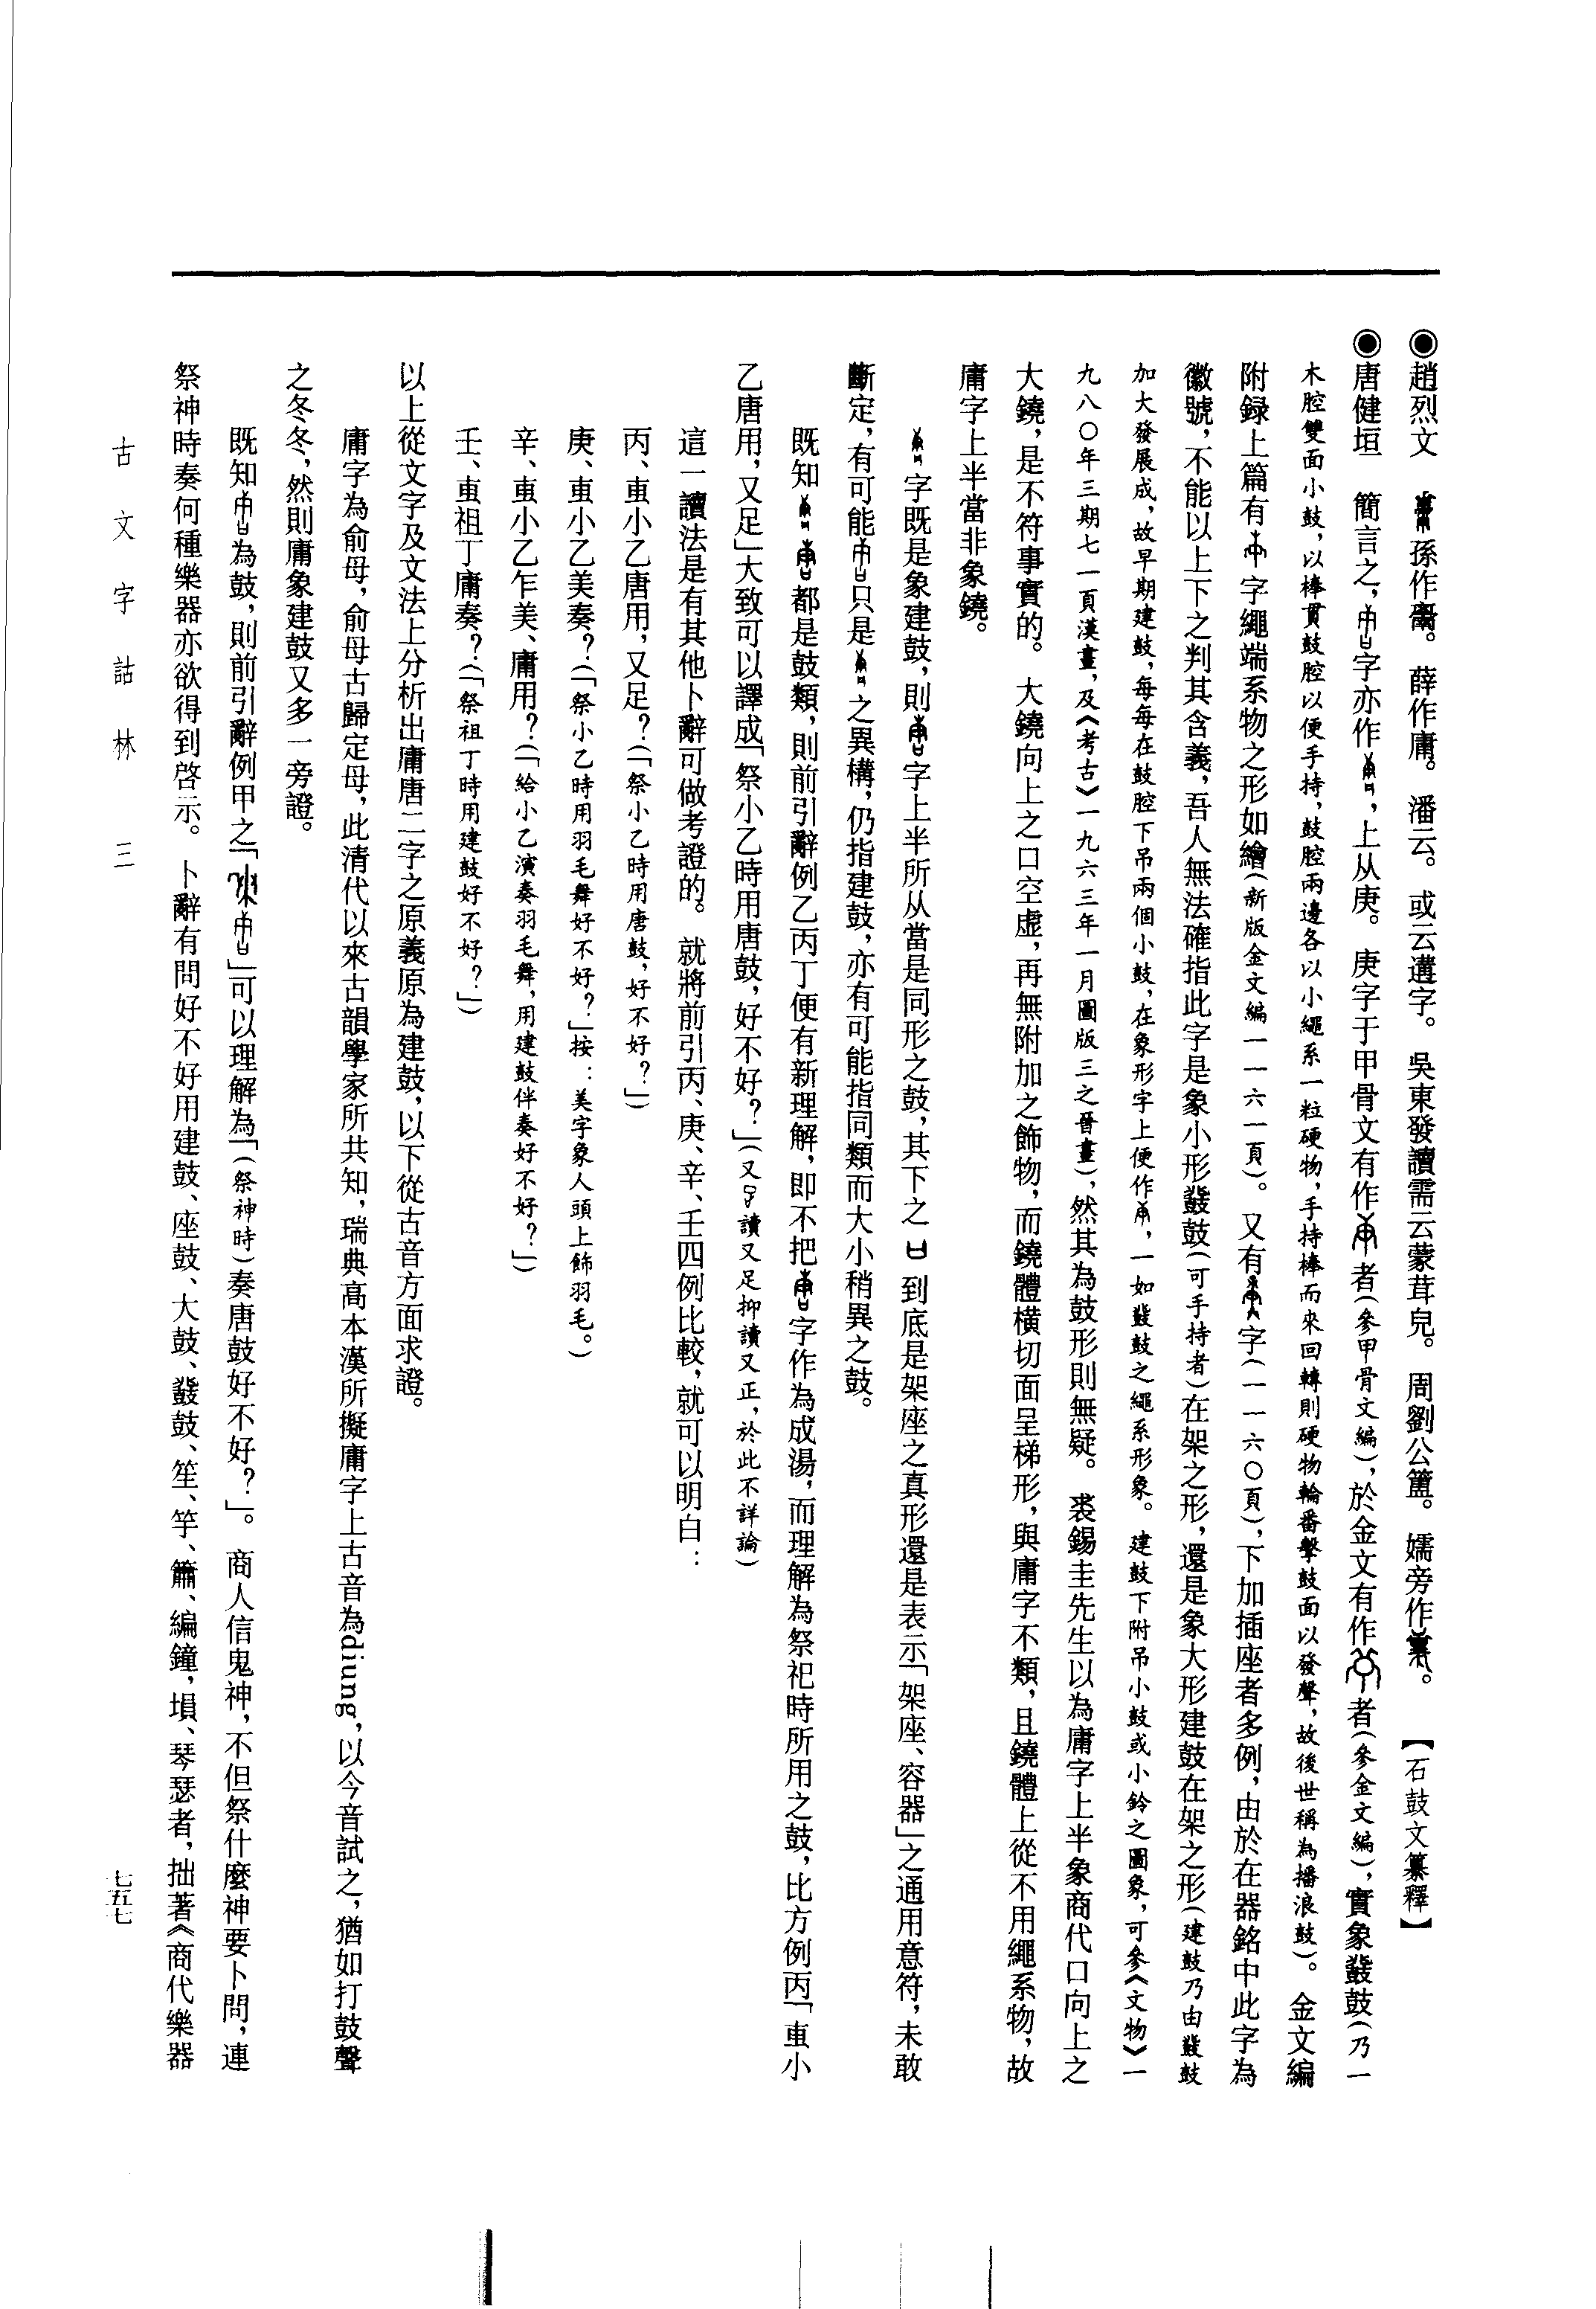 ◉趙烈文　孫作。薛作庸。潘云。或云遘字。吳東發讀需云蒙茸皃。周劉公簠。嬬旁作。【石鼓文纂釋】
◉唐健垣　簡言之，字亦作，上从庚。庚字于甲骨文有作者(參甲骨文編)，於金文有作者(參金文編)，實象鼗鼓(乃一
木腔雙面小鼓，以棒貫鼓腔以便手持，鼓腔兩邊各以小繩系一粒硬物，手持棒而來回轉則硬物輪番擊鼓面以發聲，故後世稱為播浪鼓)。金文編
附録上篇有字繩端系物之形如繪(新版金文編一一六一頁)。又有字(一一六〇頁)，下加插座者多例，由於在器銘中此字為
徽號，不能以上下之判其含義，吾人無法確指此字是象小形鼗鼓(可手持者)在架之形，還是象大形建鼓在架之形(建鼓乃由鼗鼓
加大發展成，故早期建鼓，每每在鼓腔下吊兩個小鼓，在象形字上便作，一如鼗鼓之繩系形象。建鼓下附吊小鼓或小鈴之圖象，可參《文物》一
九八〇年三期七一頁漢畫，及《考古》一九六三年一月圖版三之晉畫)，然其為鼓形則無疑。裘錫圭先生以為庸字上半象商代口向上之
大鐃，是不符事實的。大鐃向上之口空虛，再無附加之飾物，而鐃體橫切面呈梯形，與庸字不類，且鐃體上從不用繩系物，故
庸字上半當非象鐃。
字既是象建鼓，則字上半所从當是同形之鼓，其下之凵到底是架座之真形還是表示「架座、容器」之通用意符，未敢
斷定，有可能只是之異構，仍指建鼓，亦有可能指同類而大小稍異之鼓。
既知都是鼓類，則前引辭例乙丙丁便有新理解，即不把字作為成湯，而理解為祭祀時所用之鼓，比方例丙「叀小
乙唐用，又足」大致可以譯成「祭小乙時用唐鼓，好不好？」(又讀又足抑讀又正，於此不詳論)
這一讀法是有其他卜辭可做考證的。就將前引丙、庚、辛、壬四例比較，就可以明白：
丙、叀小乙唐用，又足？(「祭小乙時用唐鼓，好不好？」)
庚、叀小乙美奏？(「祭小乙時用羽毛舞好不好？」按：美字象人頭上飾羽毛。)
辛、叀小乙乍美、庸用？(「給小乙演奏羽毛舞，用建鼓伴奏好不好？」)
壬、叀祖丁庸奏？(「祭祖丁時用建鼓好不好？」)
以上從文字及文法上分析出庸唐二字之原義原為建鼓，以下從古音方面求證。
庸字為俞母，俞母古歸定母，此清代以來古韻學家所共知，瑞典高本漢所擬庸字上古音為diung，以今音試之，猶如打鼓聲
之冬冬，然則庸象建鼓又多一旁證。
既知為鼓，則前引辭例甲之「」可以理解為「(祭神時)奏唐鼓好不好？」。商人信鬼神，不但祭什麼神要卜問，連
祭神時奏何種樂器亦欲得到啓示。卜辭有問好不好用建鼓、座鼓、大鼓、鼗鼓、笙、竽、簫、編鐘，塤、琴瑟者，拙著《商代樂器
古文字詁林　三
七五七